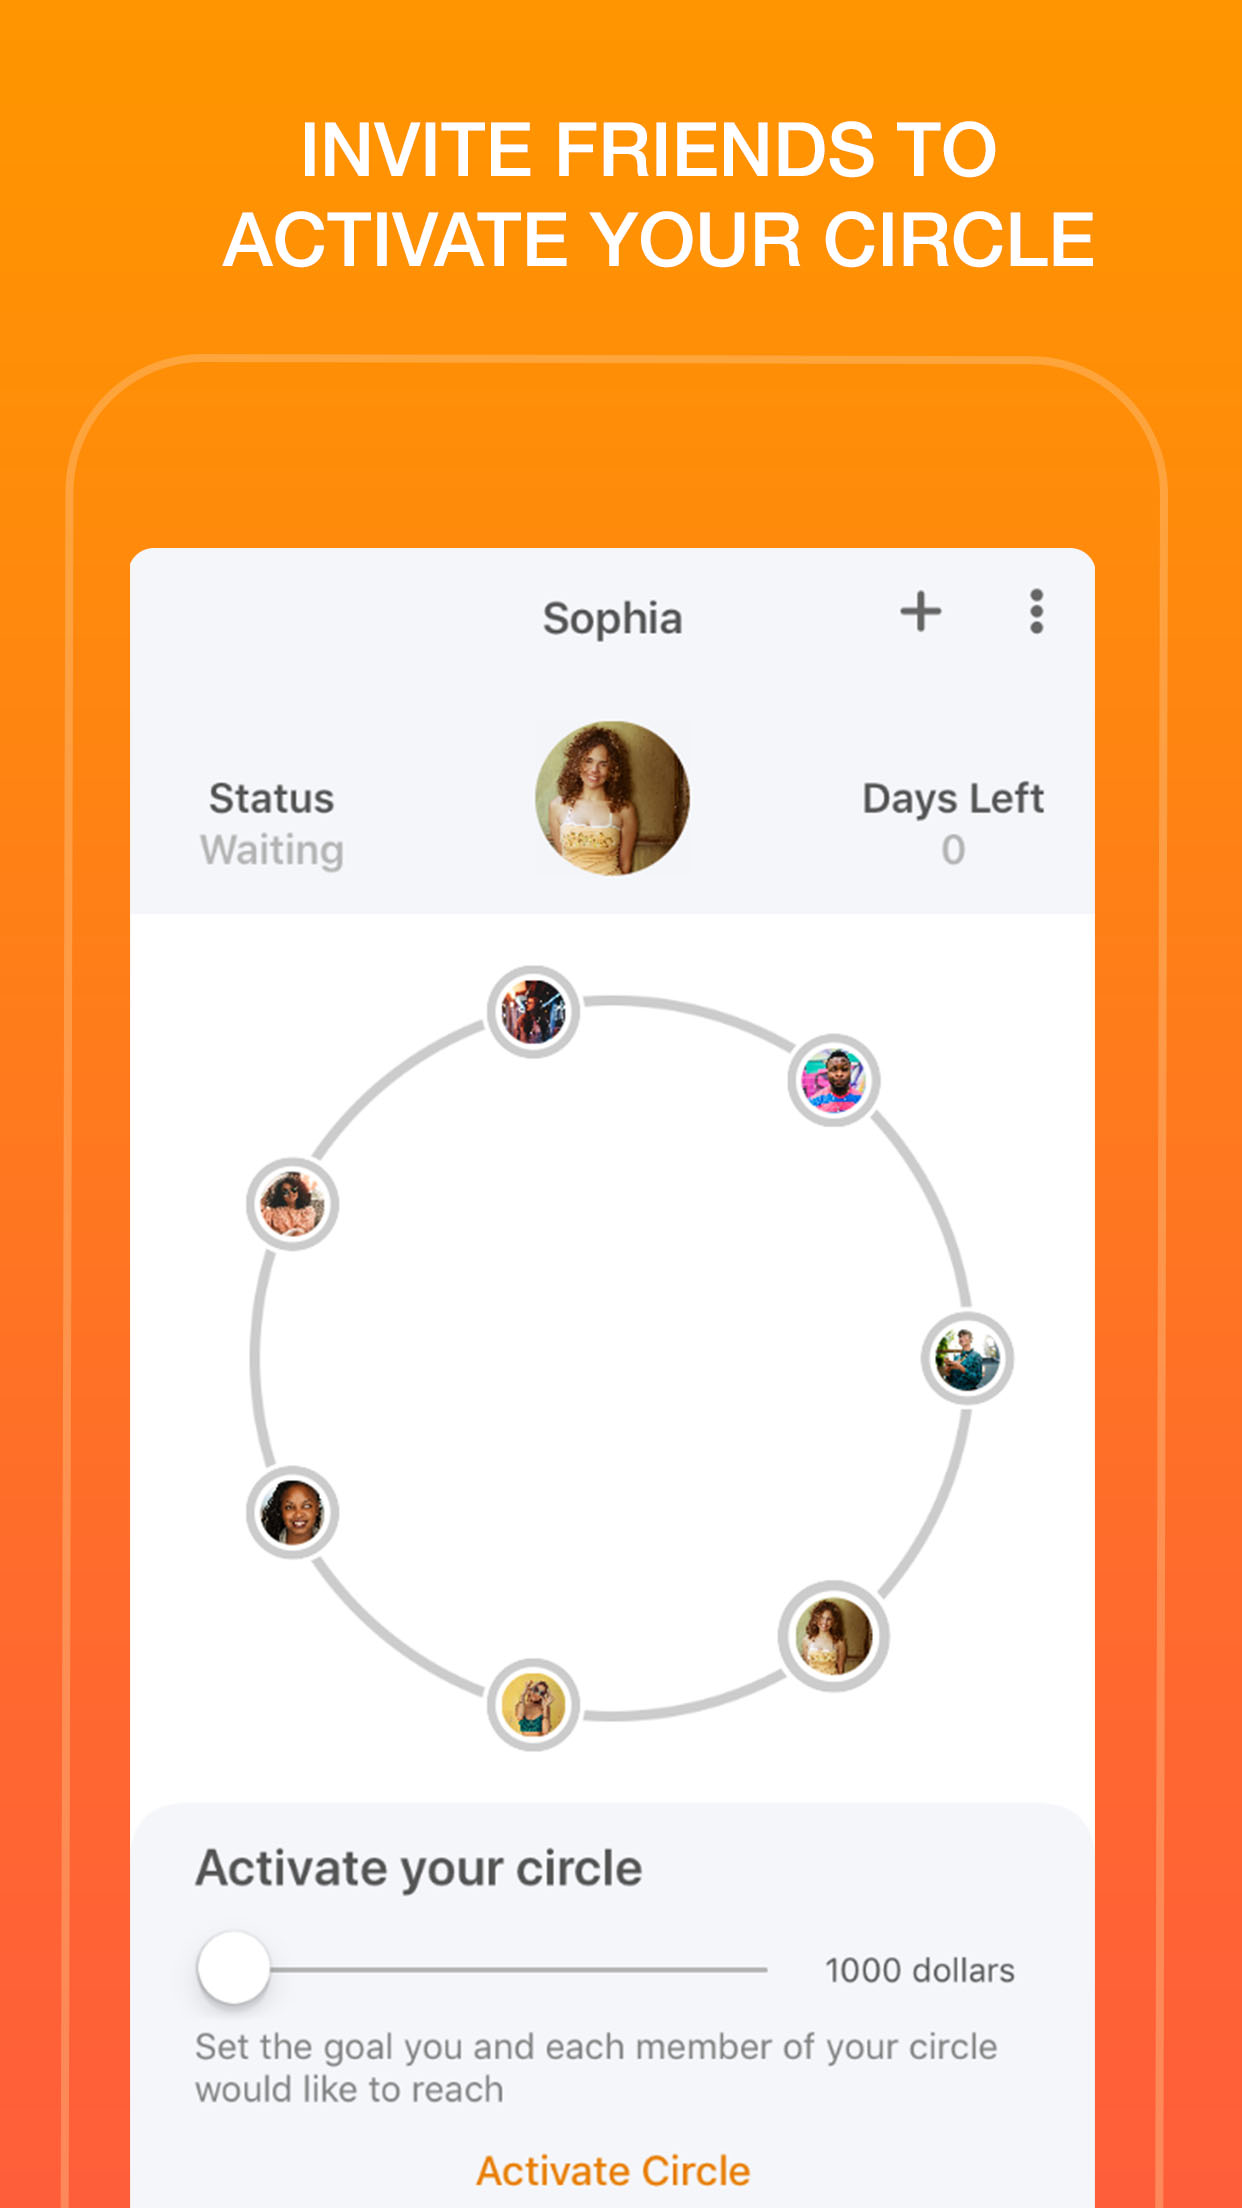 INVITE FRIENDS TO
ACTIVATE YOUR CIRCLE
Sophia
Status
Waiting
Days Left
0
Activate your circle
1000 dollars
Set the goal you and each member of your circle
would like to reach
Activate Circle